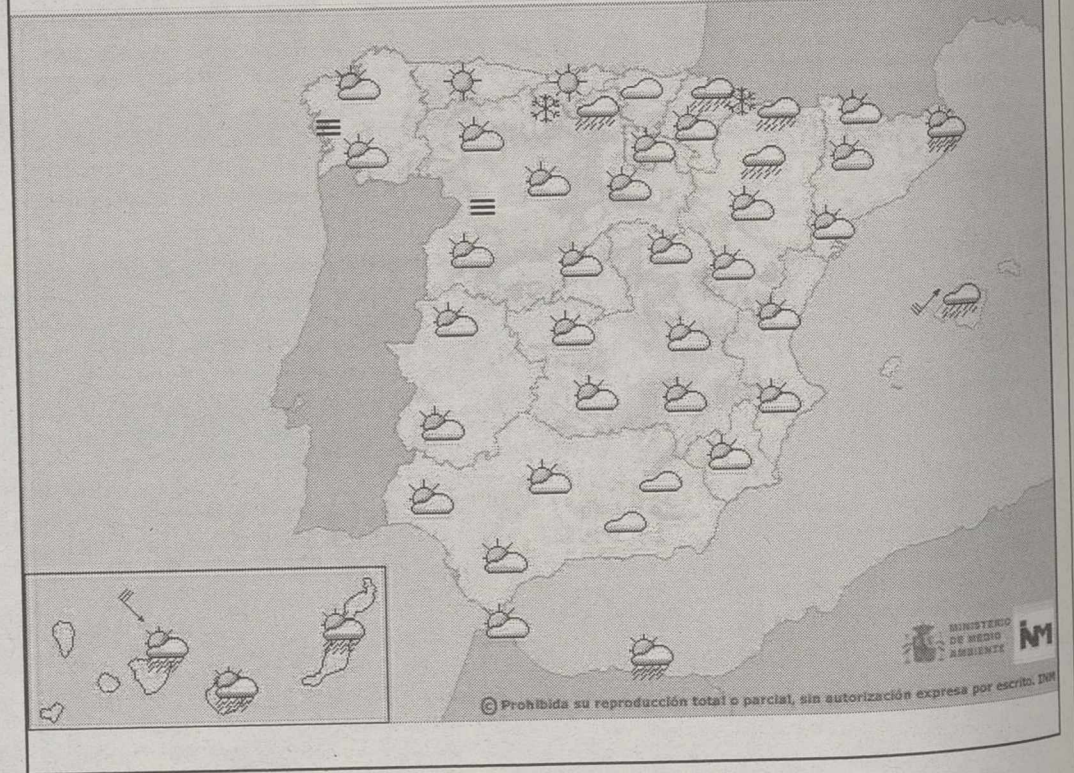 MINISTERIO
DE MEDIO
AMBIENTE
INM
© Prohibida su reproducción total o parcial, sin autorización expresa por escrito. INM